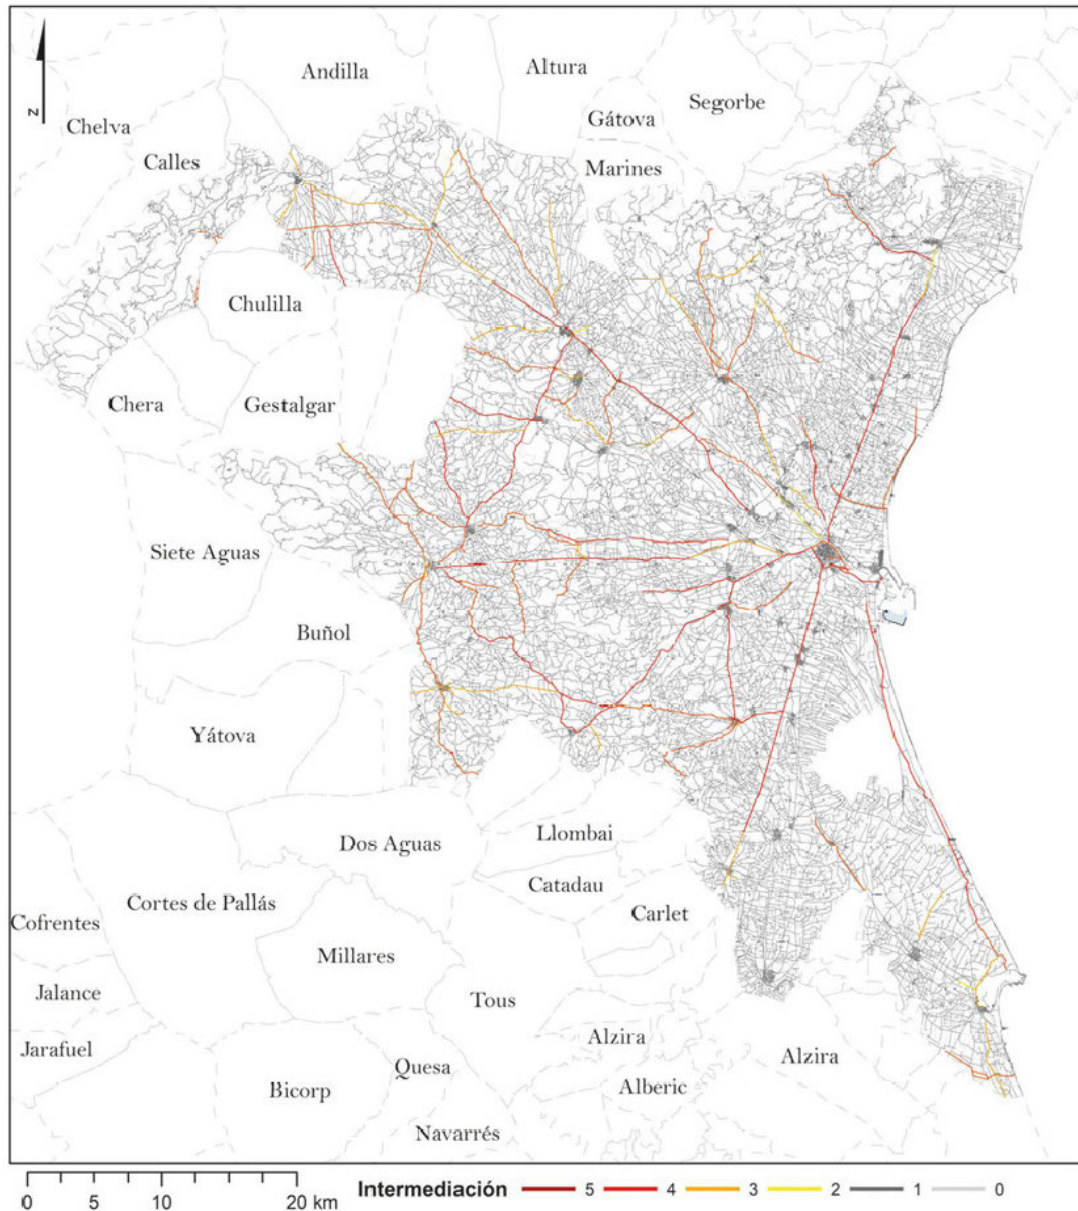 Andilla
Altura
Segorbe
Gátova
Chelva
Calles
Marines
N
Chulilla
Chera
Gestalgar
Siete Aguas
Buñol
Yátova
Dos Aguas
Llombai
Catadau
Cortes de Pallás
Carlet
Cofrentes
Millares
Jalance
Tous
Jarafuel
Alzira
Alzira
Quesa
Bicorp
Alberic
Navarrés
0 5 10 20 km
Intermediación 5 4 3 2 1 0